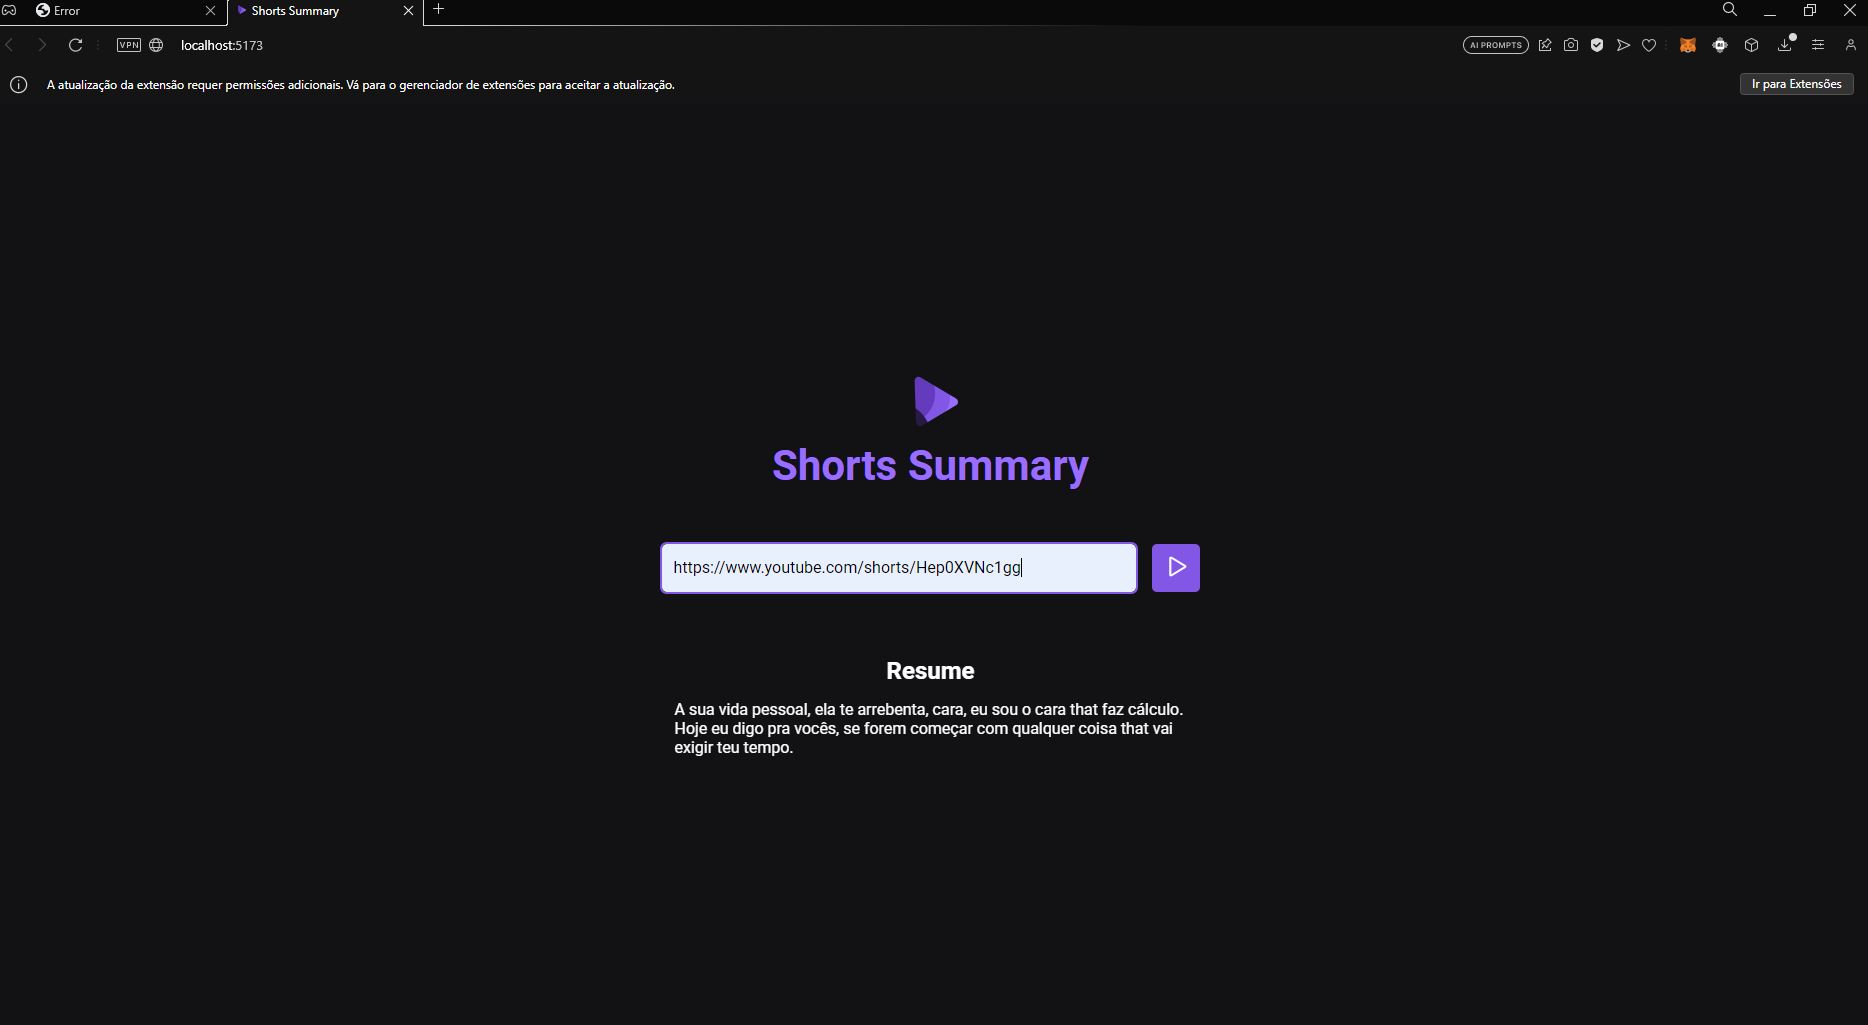 Error
Shorts Summary
VPN
localhost:5173
AI PROMPTS
A atualização da extensão requer permissões adicionais. Vá para o gerenciador de extensões para aceitar a atualização.
Ir para Extensões
Shorts Summary
https://www.youtube.com/shorts/Hep0XVNc1gg
Resume
A sua vida pessoal, ela te arrebenta, cara, eu sou o cara that faz cálculo.
Hoje eu digo pra vocês, se forem começar com qualquer coisa that vai
exigir teu tempo.